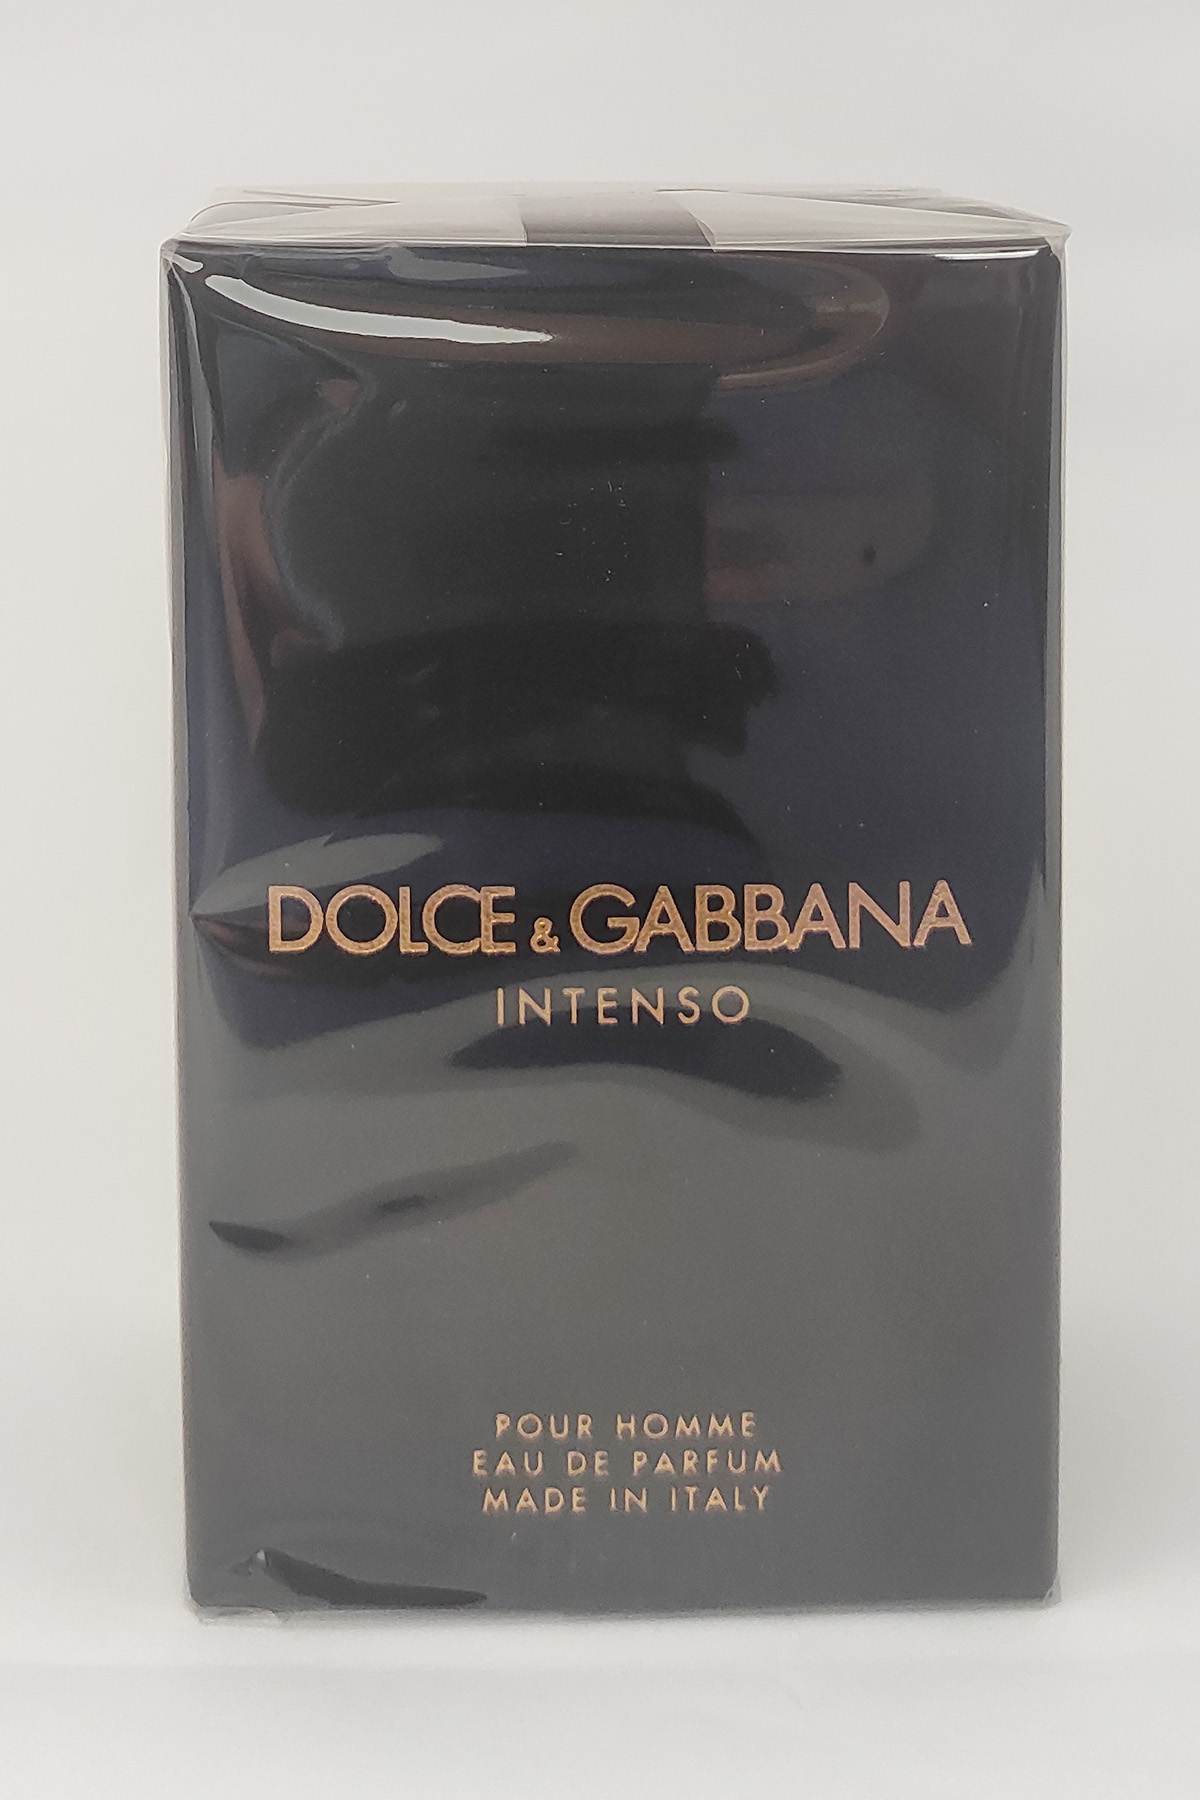 DOLCE & GABBANA
INTENSO
POUR HOMME
EAU DE PARFUM
MADE IN ITALY